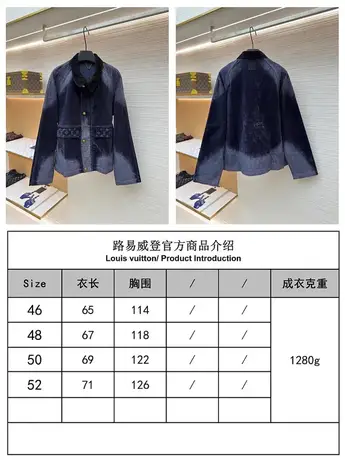 路易威登官方商品介绍
Louis vuitton/ Product Introduction
Size 衣长 胸围 / / 成衣克重
46 65 114 / /
48 67 118 / /
50 69 122 / / 1280g
52 71 126 / /